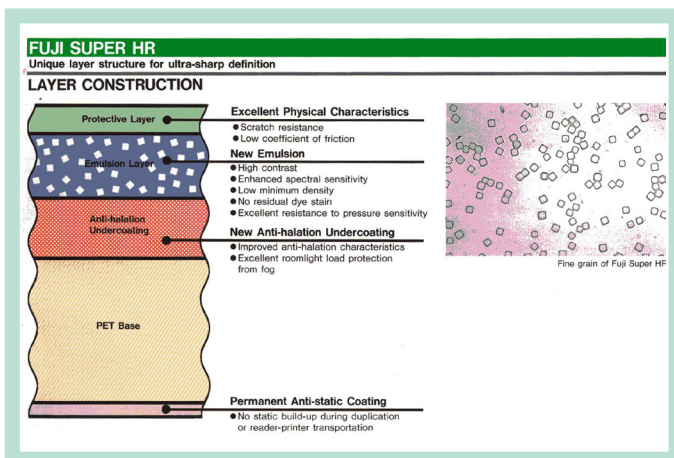 FUJI SUPER HR
Unique layer structure for ultra-sharp definition
LAYER CONSTRUCTION
Protective Layer
Excellent Physical Characteristics
● Scratch resistance
● Low coefficient of friction
Emulsion Layer
New Emulsion
● High contrast
● Enhanced spectral sensitivity
● Low minimum density
● No residual dye stain
● Excellent resistance to pressure sensitivity
Anti-halation
Undercoating
New Anti-halation Undercoating
● Improved anti-halation characteristics
● Excellent roomlight load protection
from fog
Fine grain of Fuji Super HR
PET Base
Permanent Anti-static Coating
● No static build-up during duplication
or reader-printer transportation